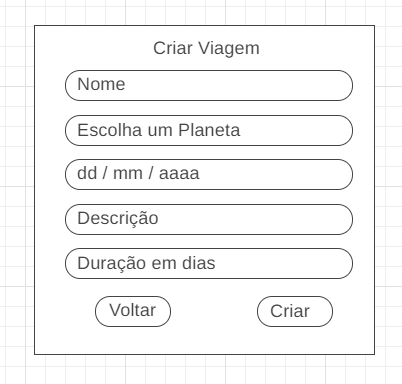 Criar Viagem
Nome
Escolha um Planeta
dd / mm / aaaa
Descrição
Duração em dias
Voltar
Criar